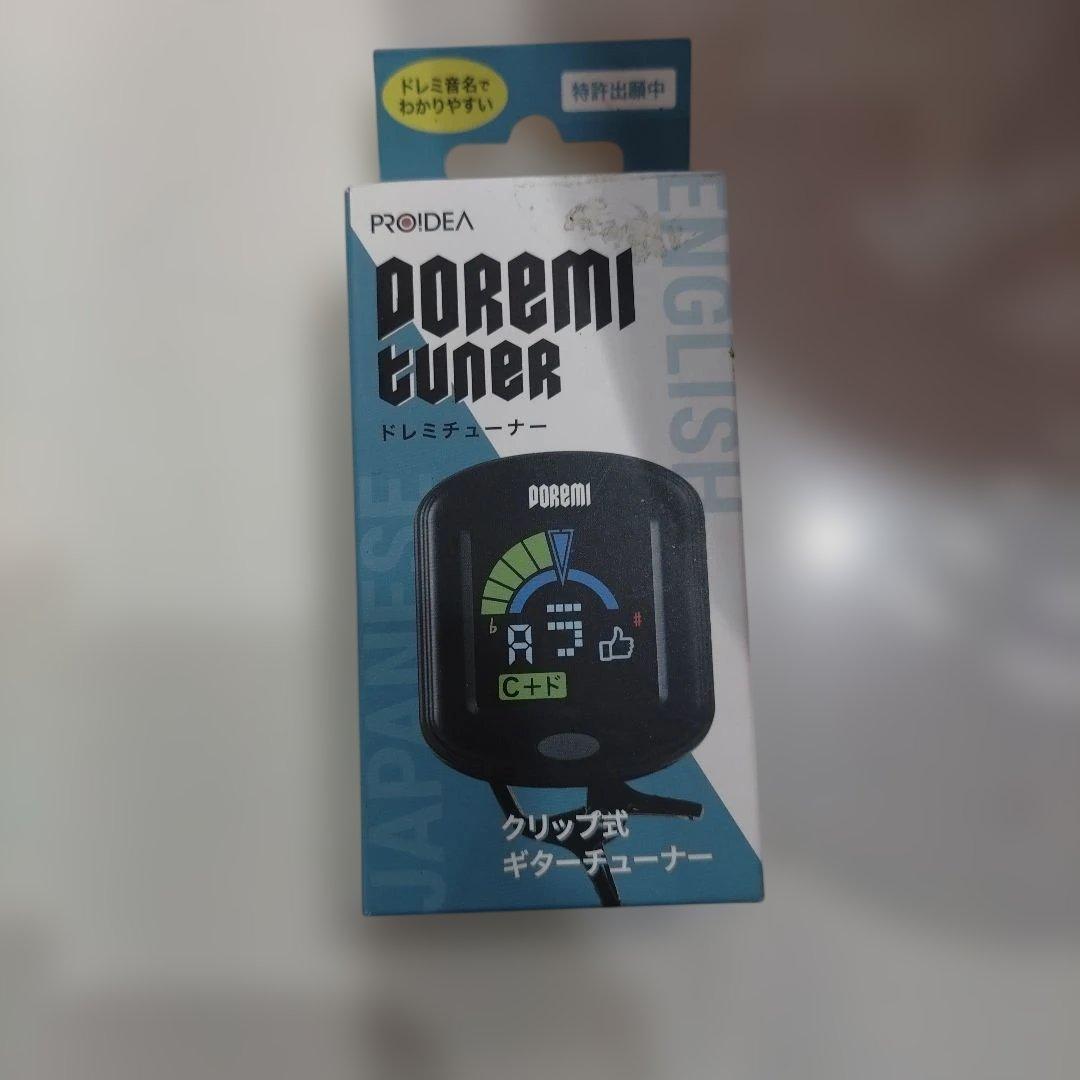 ドレミ音名で
わかりやすい
特許出願中
PRO!DEA
DOREMI
tuneR
ドレミチューナー
ENGLISH
JAPANESE
DOREMI
♭
#
A ラ
C+ド
クリップ式
ギターチューナー